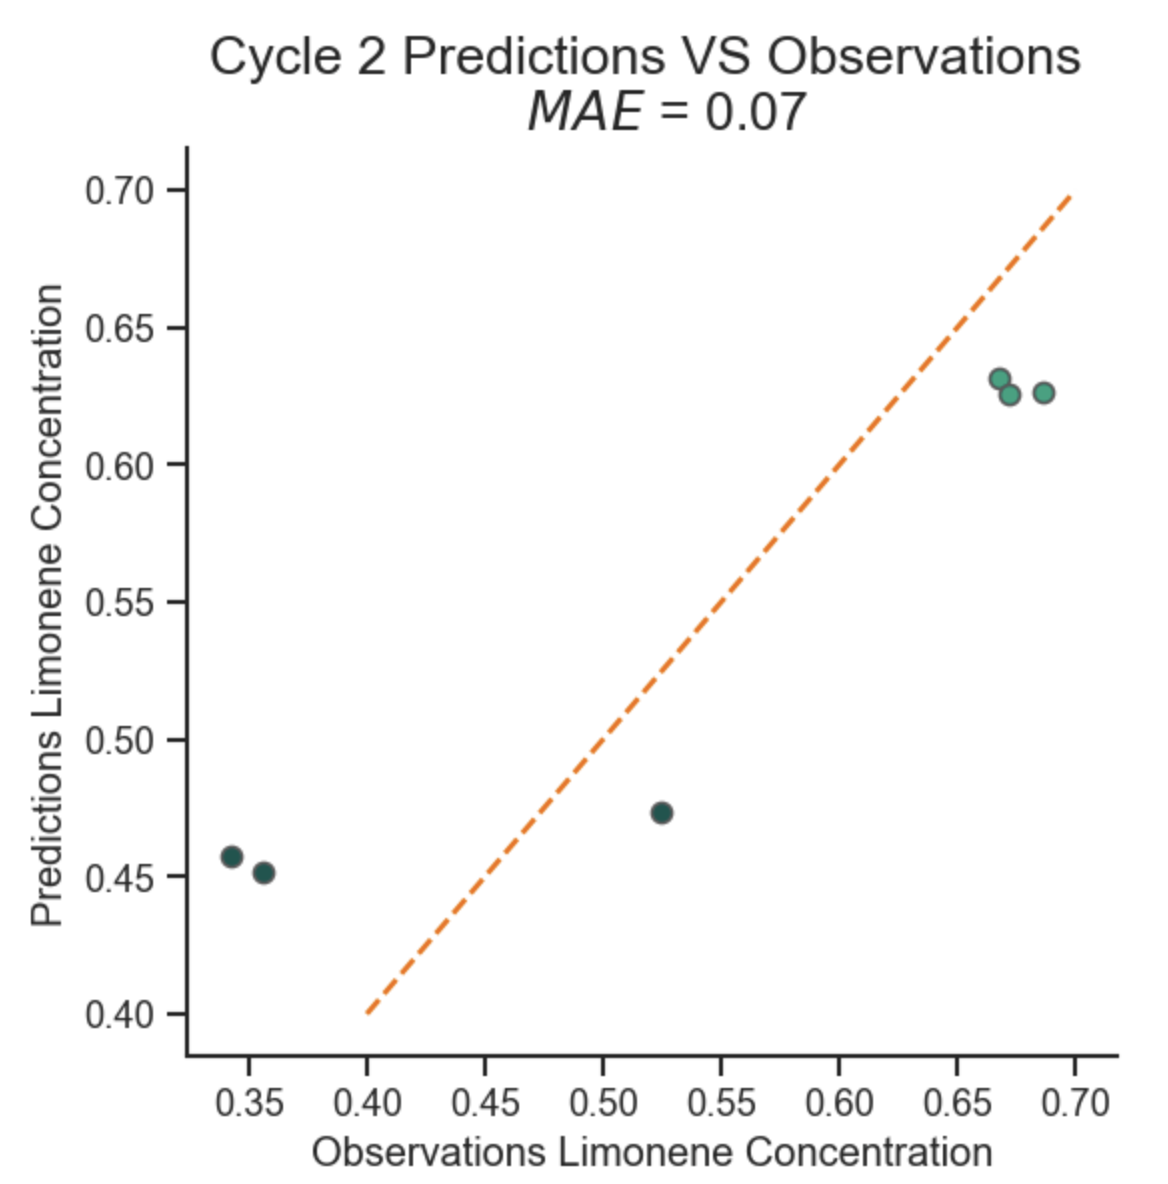 Cycle 2 Predictions VS Observations
MAE = 0.07
Predictions Limonene Concentration
0.70
0.65
0.60
0.55
0.50
0.45
0.40
0.35 0.40 0.45 0.50 0.55 0.60 0.65 0.70
Observations Limonene Concentration